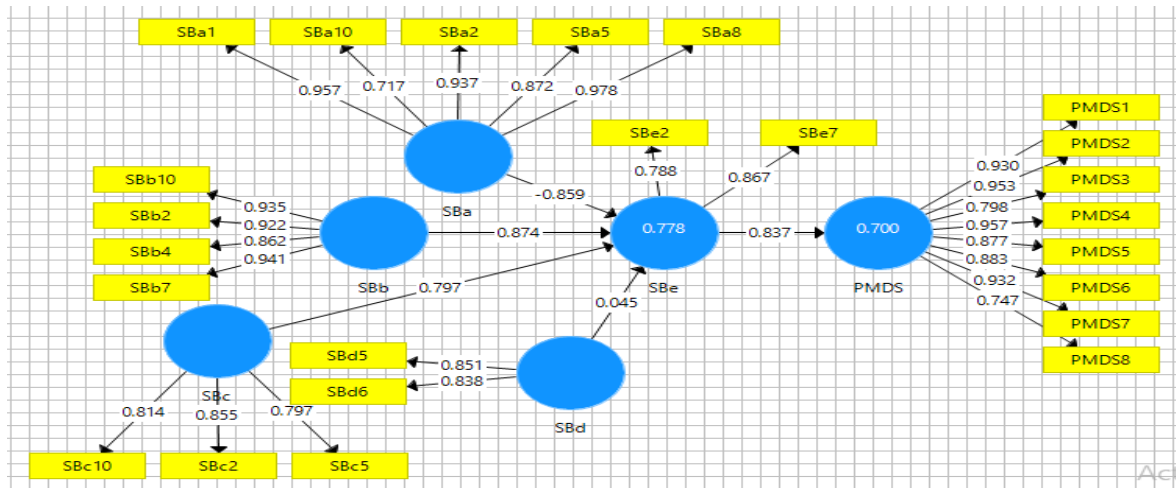 SBa1 SBa10 SBa2 SBa5 SBa8
0.957 0.717 0.937 0.872 0.978
SBa
SBb10
SBb2
SBb4
SBb7
0.935
0.922
0.862
0.941
SBb
SBe2 SBe7
0.788 0.867
-0.859
0.874
0.797
0.045
0.778
SBe
0.837
0.700
PMDS
PMDS1
PMDS2
PMDS3
PMDS4
PMDS5
PMDS6
PMDS7
PMDS8
0.930
0.953
0.798
0.957
0.877
0.883
0.932
0.747
SBc
0.814 0.855 0.797
SBc10 SBc2 SBc5
SBd5
SBd6
0.851
0.838
SBd
Act